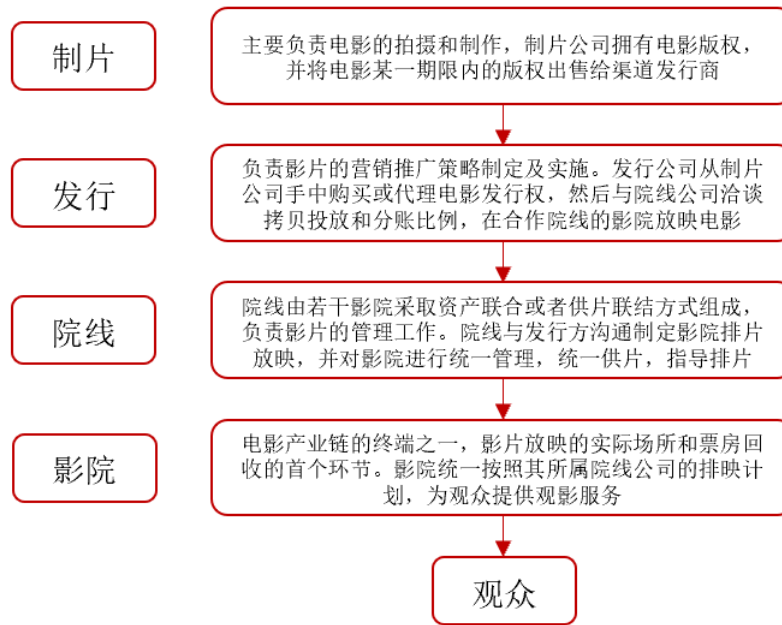 制片
主要负责电影的拍摄和制作，制片公司拥有电影版权，
并将电影某一期限内的版权出售给渠道发行商
发行
负责影片的营销推广策略制定及实施。发行公司从制片
公司手中购买或代理电影发行权，然后与院线公司洽谈
拷贝投放和分账比例，在合作院线的影院放映电影
院线
院线由若干影院采取资产联合或者供片联结方式组成，
负责影片的管理工作。院线与发行方沟通制定影院排片
放映，并对影院进行统一管理，统一供片，指导排片
影院
电影产业链的终端之一，影片放映的实际场所和票房回
收的首个环节。影院统一按照其所属院线公司的排映计
划，为观众提供观影服务
观众